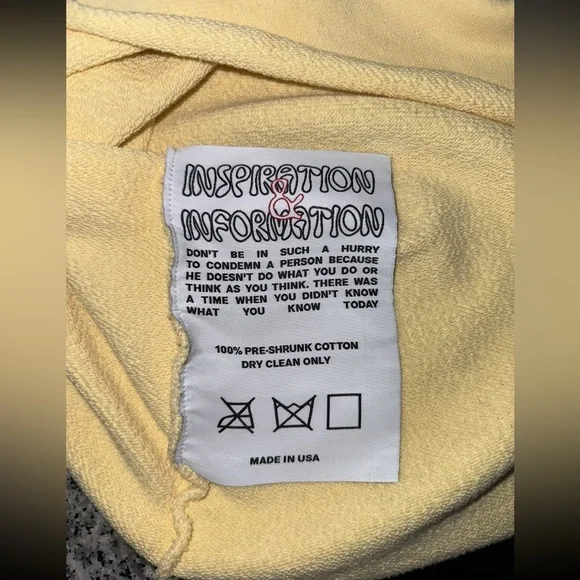 INSPIRATION
&
INFORMATION
DON'T BE IN SUCH A HURRY
TO CONDEMN A PERSON BECAUSE
HE DOESN'T DO WHAT YOU DO OR
THINK AS YOU THINK. THERE WAS
A TIME WHEN YOU DIDN'T KNOW
WHAT YOU KNOW TODAY
100% PRE-SHRUNK COTTON
DRY CLEAN ONLY
MADE IN USA